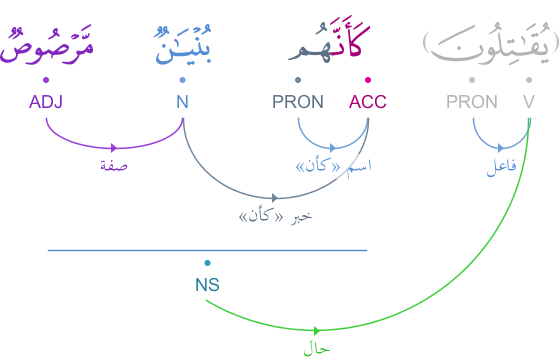 (يُقَـٰتِلُونَ) كَأَنَّهُم بُنْيَـٰنٌ مَّرْصُوصٌ
V PRON ACC PRON N ADJ
فاعل اسم «كأن» صفة
خبر «كأن»
NS
حال